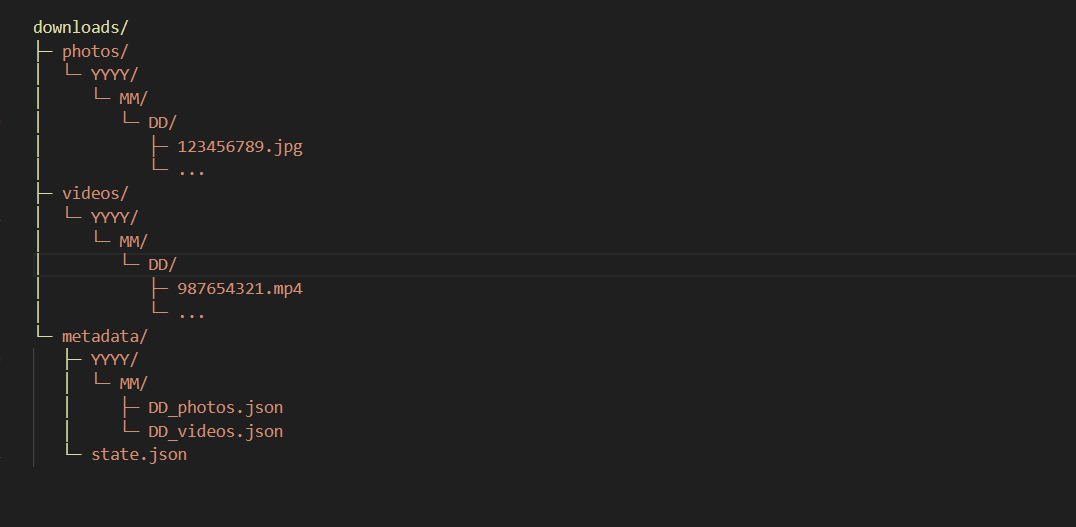 downloads/
├─ photos/
│  └─ YYYY/
│     └─ MM/
│        └─ DD/
│           ├─ 123456789.jpg
│           └─ ...
├─ videos/
│  └─ YYYY/
│     └─ MM/
│        └─ DD/
│           ├─ 987654321.mp4
│           └─ ...
└─ metadata/
   ├─ YYYY/
   │  └─ MM/
   │     ├─ DD_photos.json
   │     └─ DD_videos.json
   └─ state.json